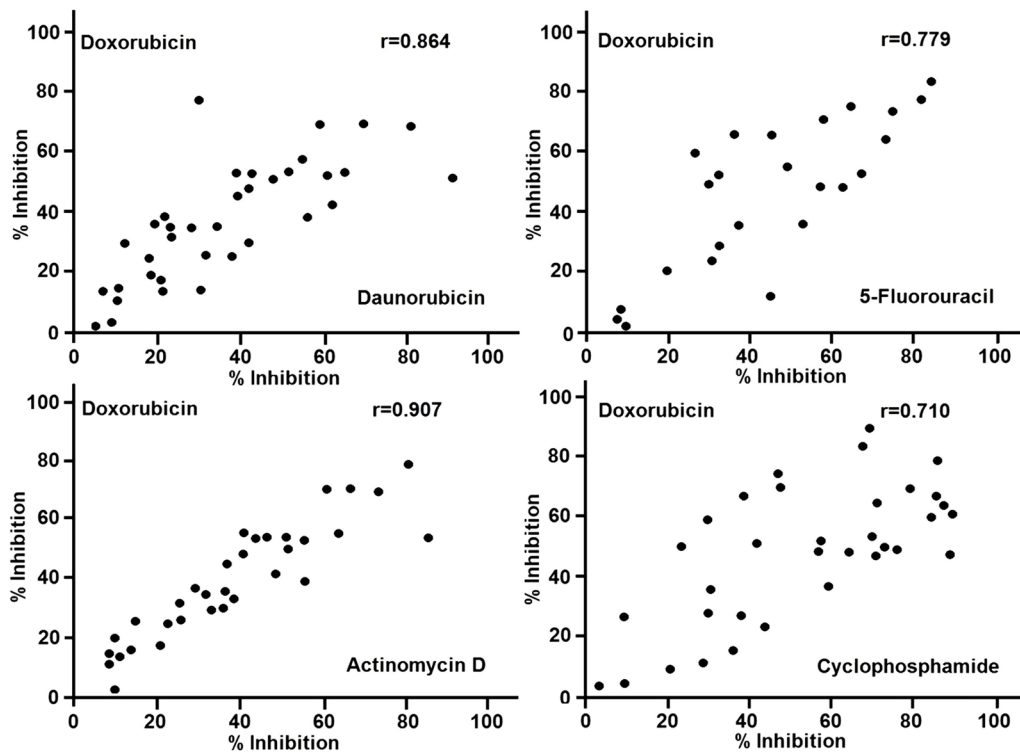 100
80
60
40
20
0
% Inhibition
Doxorubicin r=0.864
Daunorubicin
0 20 40 60 80 100
% Inhibition
100
80
60
40
20
0
% Inhibition
Doxorubicin r=0.779
5-Fluorouracil
0 20 40 60 80 100
% Inhibition
100
80
60
40
20
0
% Inhibition
Doxorubicin r=0.907
Actinomycin D
0 20 40 60 80 100
% Inhibition
100
80
60
40
20
0
% Inhibition
Doxorubicin r=0.710
Cyclophosphamide
0 20 40 60 80 100
% Inhibition